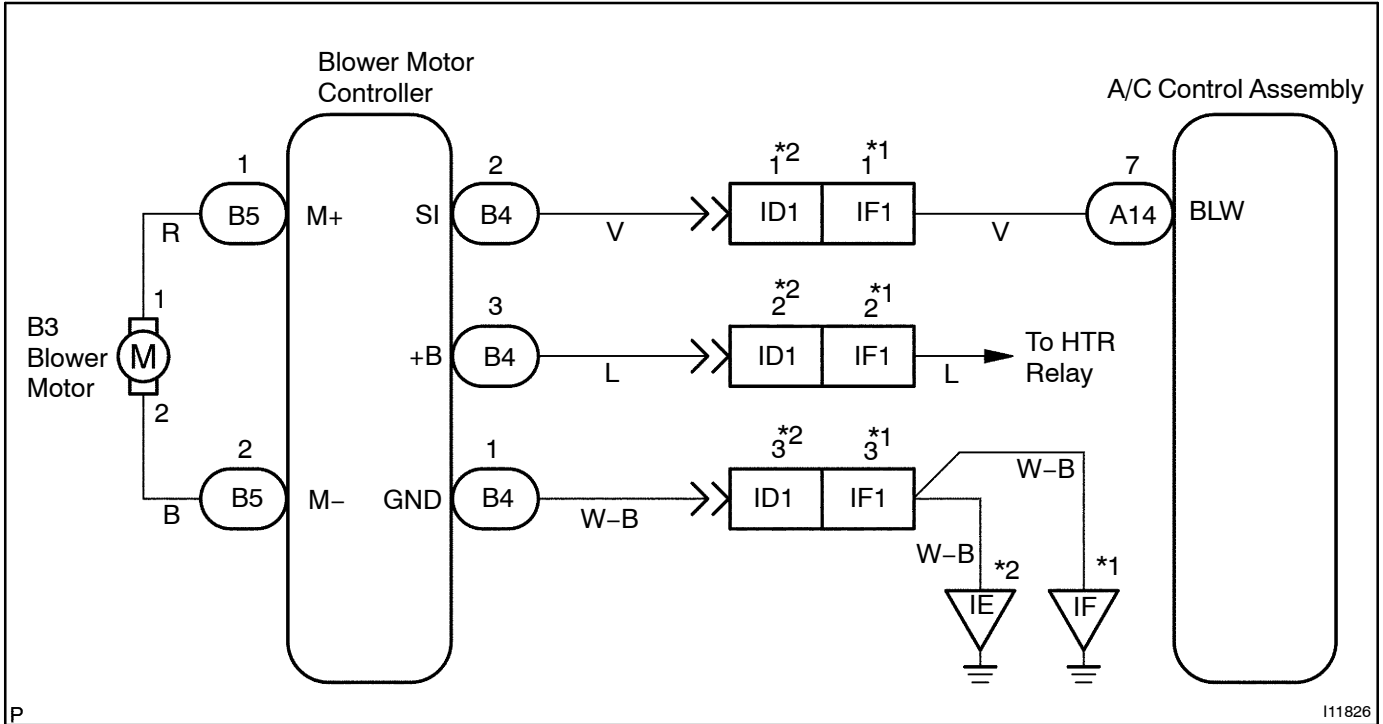 Blower Motor
Controller
A/C Control Assembly
1
2
1*2
1*1
7
B5
M+
SI
B4
ID1
IF1
A14
BLW
R
V
V
1
3
2*2
2*1
B3
Blower
Motor
M
+B
B4
ID1
IF1
To HTR
Relay
L
L
2
2
1
3*2
3*1
W-B
B5
M-
GND
B4
ID1
IF1
B
W-B
W-B
*2
*1
IE
IF
P
I11826